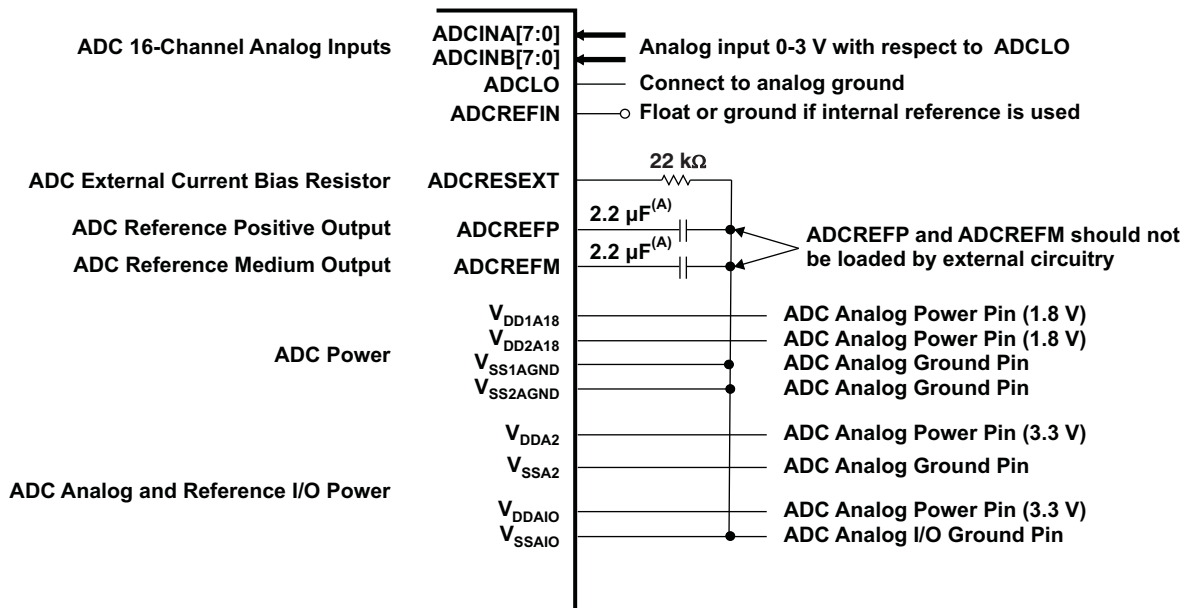 ADC 16-Channel Analog Inputs
ADCINA[7:0]
ADCINB[7:0]
Analog input 0-3 V with respect to ADCLO
ADCLO
Connect to analog ground
ADCREFIN
Float or ground if internal reference is used
22 kΩ
ADC External Current Bias Resistor
ADCRESEXT
2.2 µF(A)
ADC Reference Positive Output
ADCREFP
2.2 µF(A)
ADC Reference Medium Output
ADCREFM
ADCREFP and ADCREFM should not
be loaded by external circuitry
ADC Power
VDD1A18
ADC Analog Power Pin (1.8 V)
VDD2A18
ADC Analog Power Pin (1.8 V)
VSS1AGND
ADC Analog Ground Pin
VSS2AGND
ADC Analog Ground Pin
ADC Analog and Reference I/O Power
VDDA2
ADC Analog Power Pin (3.3 V)
VSSA2
ADC Analog Ground Pin
VDDAIO
ADC Analog Power Pin (3.3 V)
VSSAIO
ADC Analog I/O Ground Pin